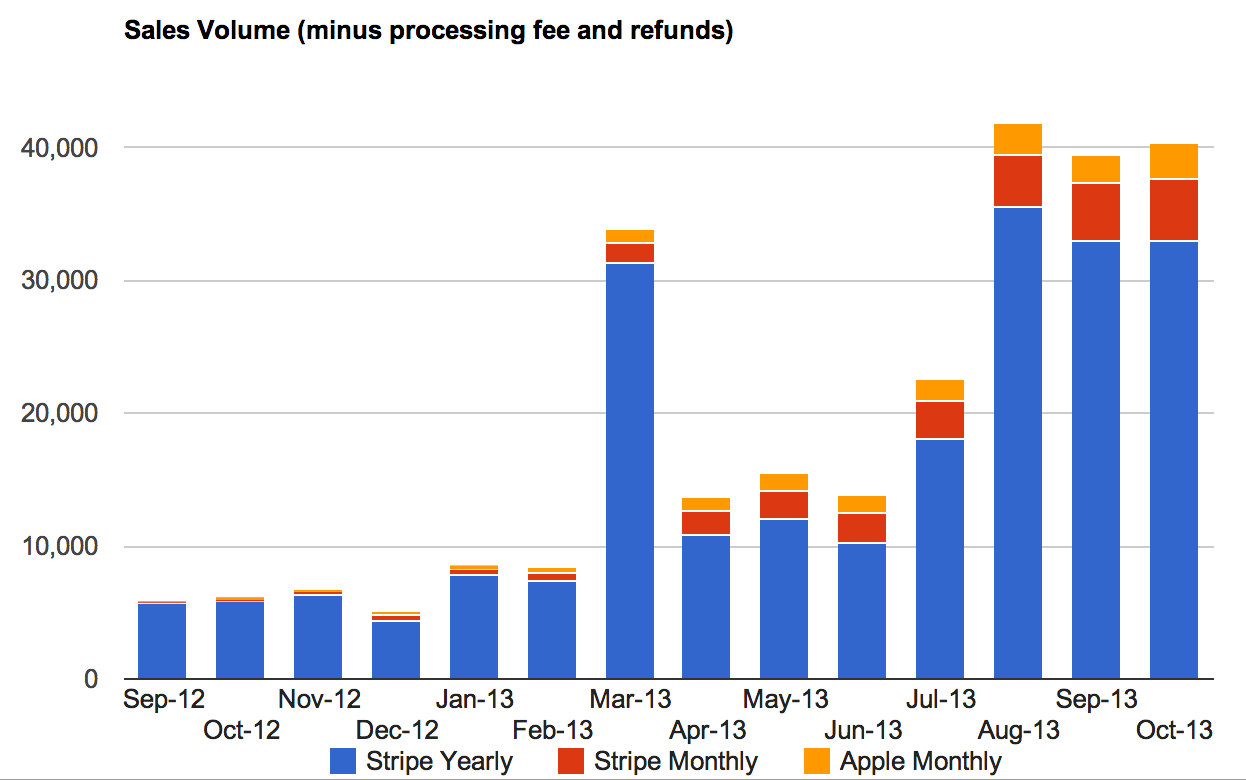 Sales Volume (minus processing fee and refunds)
40,000
30,000
20,000
10,000
0
Sep-12 Nov-12 Jan-13 Mar-13 May-13 Jul-13 Sep-13
Oct-12 Dec-12 Feb-13 Apr-13 Jun-13 Aug-13 Oct-13
Stripe Yearly Stripe Monthly Apple Monthly